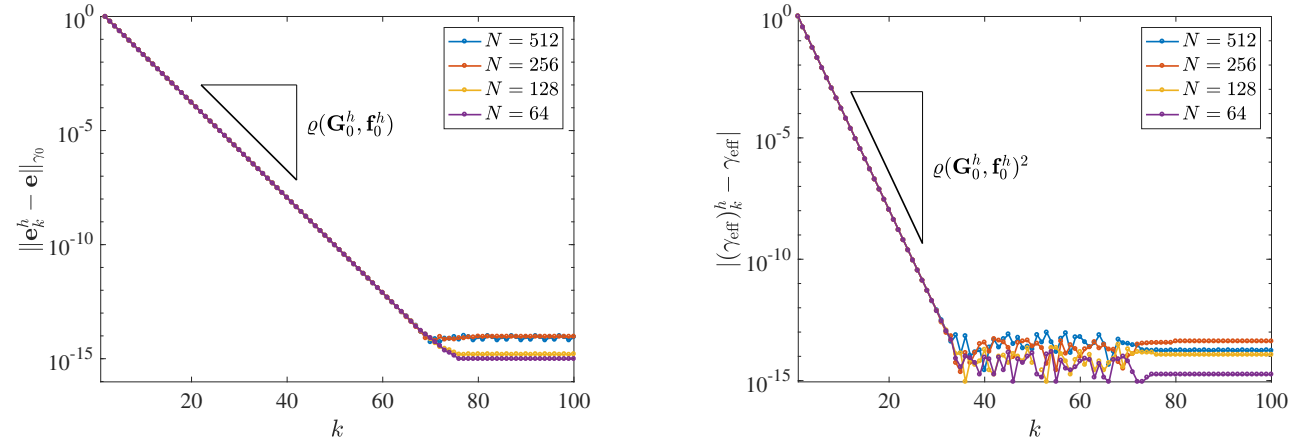 10^0
10^-5
10^-10
10^-15
20
40
60
80
100
k
‖e_k^h − e‖_γ₀
ϱ(G_0^h, f_0^h)
N = 512
N = 256
N = 128
N = 64
10^0
10^-5
10^-10
10^-15
20
40
60
80
100
k
|(γ_eff)_k^h − γ_eff|
ϱ(G_0^h, f_0^h)^2
N = 512
N = 256
N = 128
N = 64